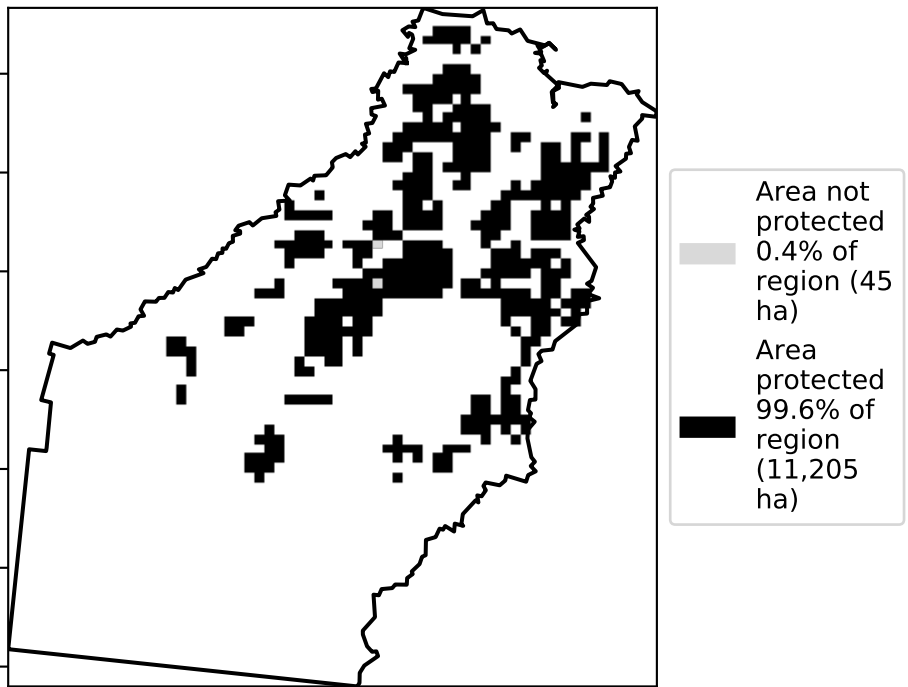 Area not
protected
0.4% of
region (45
ha)
Area
protected
99.6% of
region
(11,205
ha)